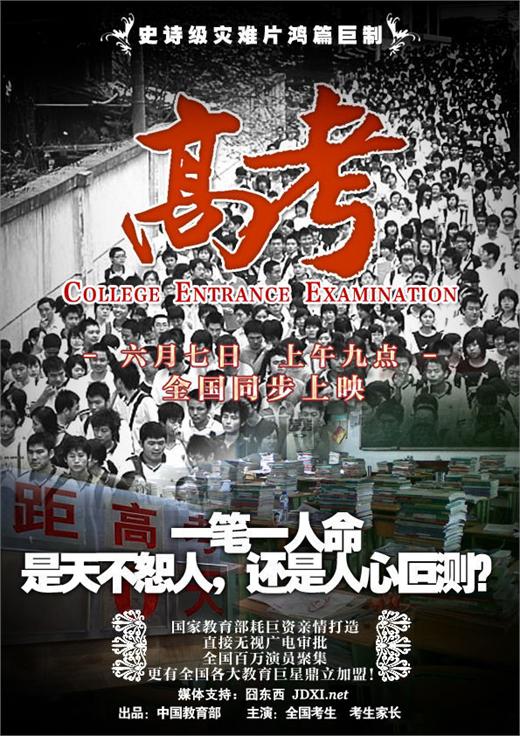 史诗级灾难片鸿篇巨制
高考
COLLEGE ENTRANCE EXAMINATION
- 六月七日 上午九点 -
全国同步上映
距高
天
一笔一人命
是天不恕人，还是人心叵测？
国家教育部耗巨资亲情打造
直接无视广电审批
全国百万演员聚集
更有全国各大教育巨星鼎立加盟！
媒体支持：囧东西 JDXI.net
出品：中国教育部 主演：全国考生 考生家长